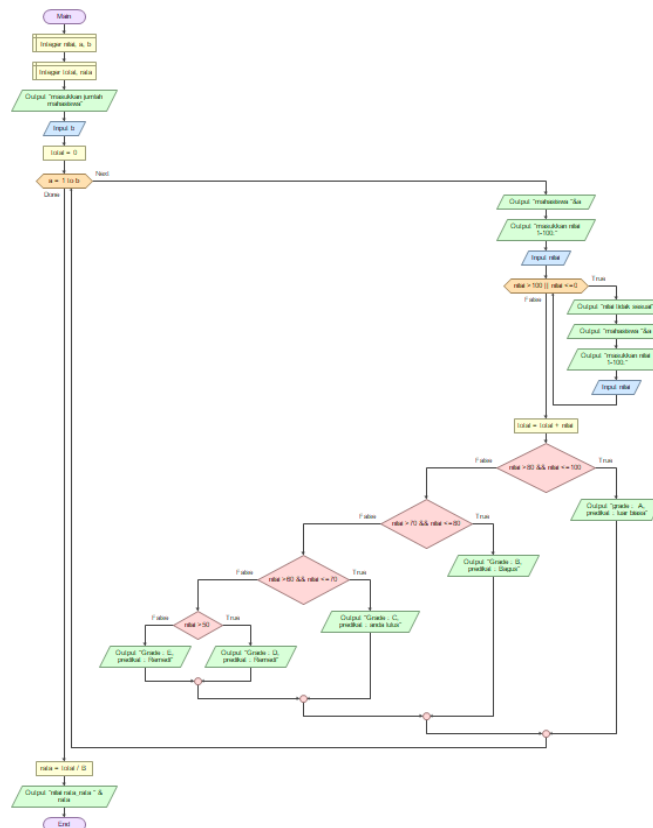 Main
Integer nilai, a, b
Integer total, rata
Output "masukkan jumlah
mahasiswa"
Input b
total = 0
a = 1 to b
Next
Done
Output "mahasiswa "&a
Output "masukkan nilai
1-100."
Input nilai
nilai >100 || nilai <=0
True
False
Output "nilai tidak sesuai"
Output "mahasiswa "&a
Output "masukkan nilai
1-100."
Input nilai
total = total + nilai
False
nilai >80 && nilai <=100
True
Output "grade : A,
predikat : luar biasa"
False
nilai >70 && nilai <=80
True
Output "Grade : B,
predikat : Bagus"
False
nilai >60 && nilai <=70
True
Output "Grade : C,
predikat : anda lulus"
False
nilai >50
True
Output "Grade : E,
predikat : Remedi"
Output "Grade : D,
predikat : Remedi"
rata = total / B
Output "nilai rata_rata " &
rata
End